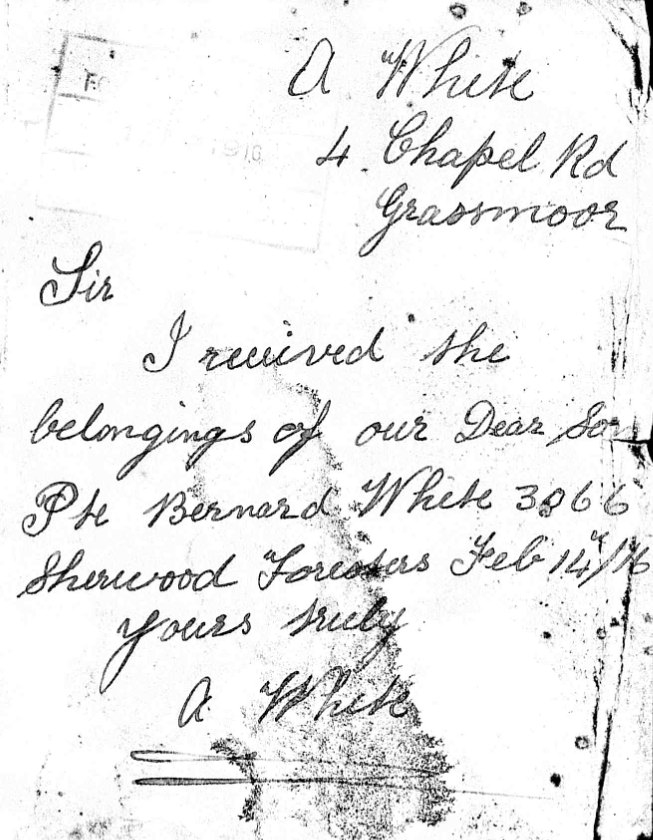 A White
4 Chapel Rd
Grassmoor
Sir
I received the
belongings of our Dear Son
Pte Bernard White 3066
Sherwood Foresters Feb 14th/16
Yours truly
A White